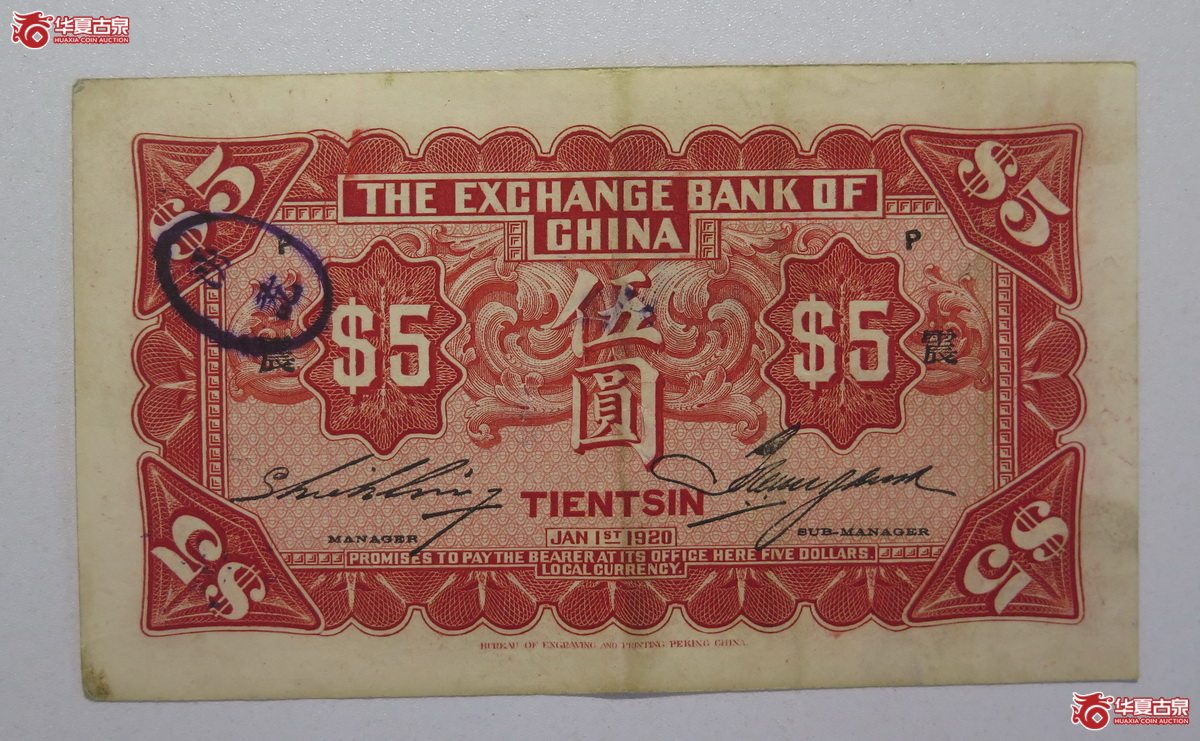 华夏古泉
HUAXIA COIN AUCTION
$5
$5
THE EXCHANGE BANK OF
CHINA
P
P
$5
伍圓
$5
震
震
TIENTSIN
MANAGER
JAN 1ST 1920
SUB-MANAGER
PROMISES TO PAY THE BEARER AT ITS OFFICE HERE FIVE DOLLARS.
LOCAL CURRENCY.
$5
$5
BUREAU OF ENGRAVING AND PRINTING PEKING CHINA.
华夏古泉
HUAXIA COIN AUCTION